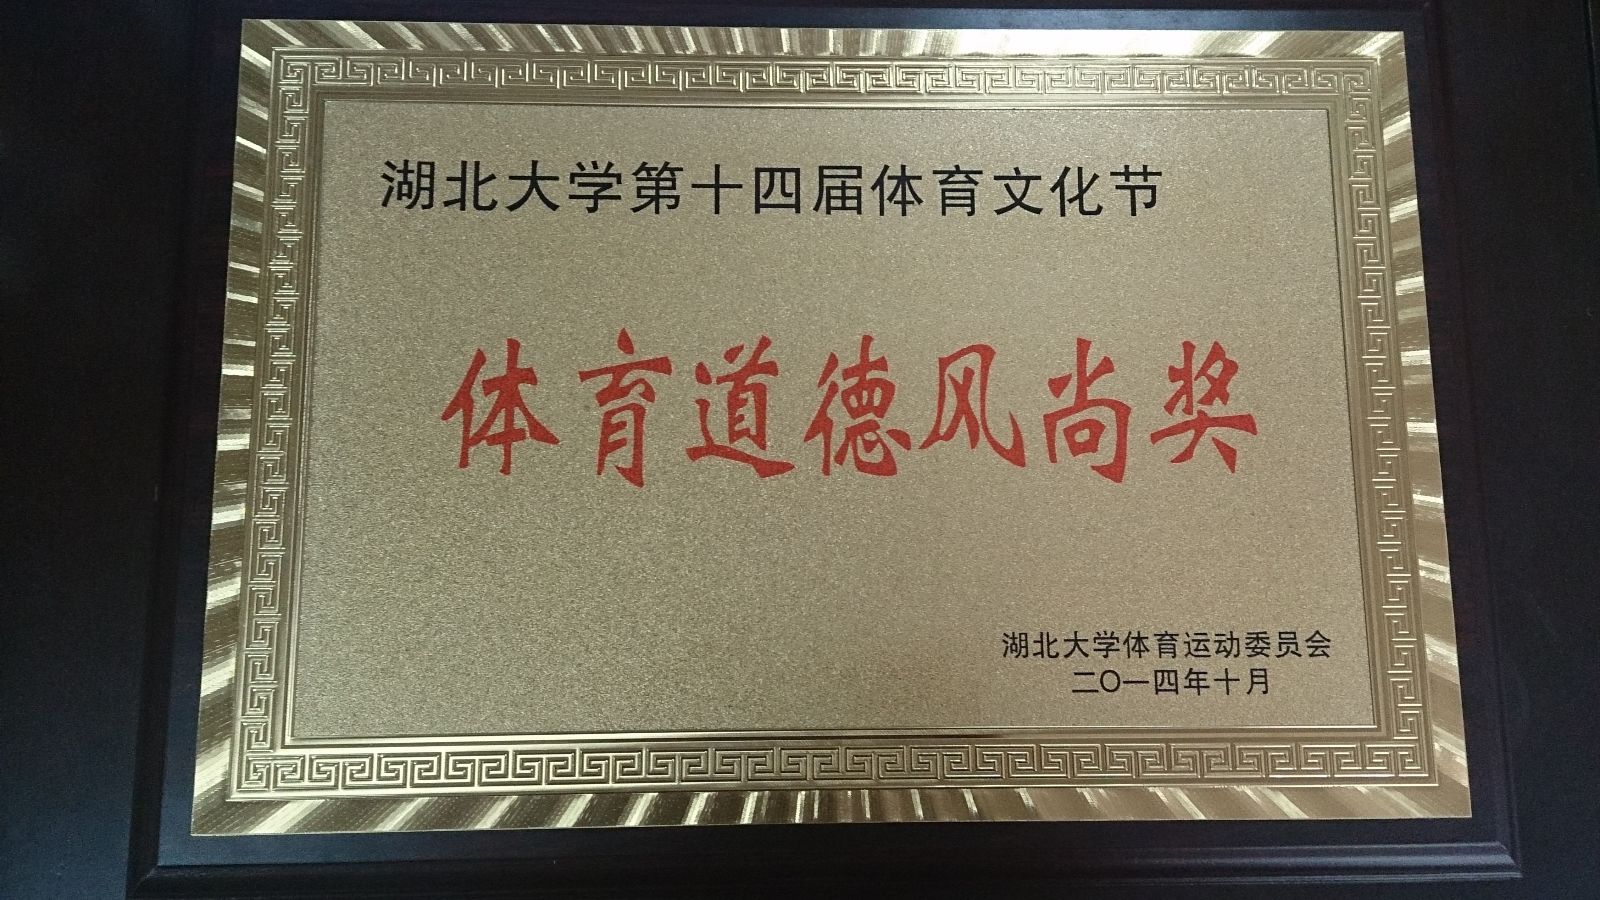 湖北大学第十四届体育文化节
体育道德风尚奖
湖北大学体育运动委员会
二O一四年十月